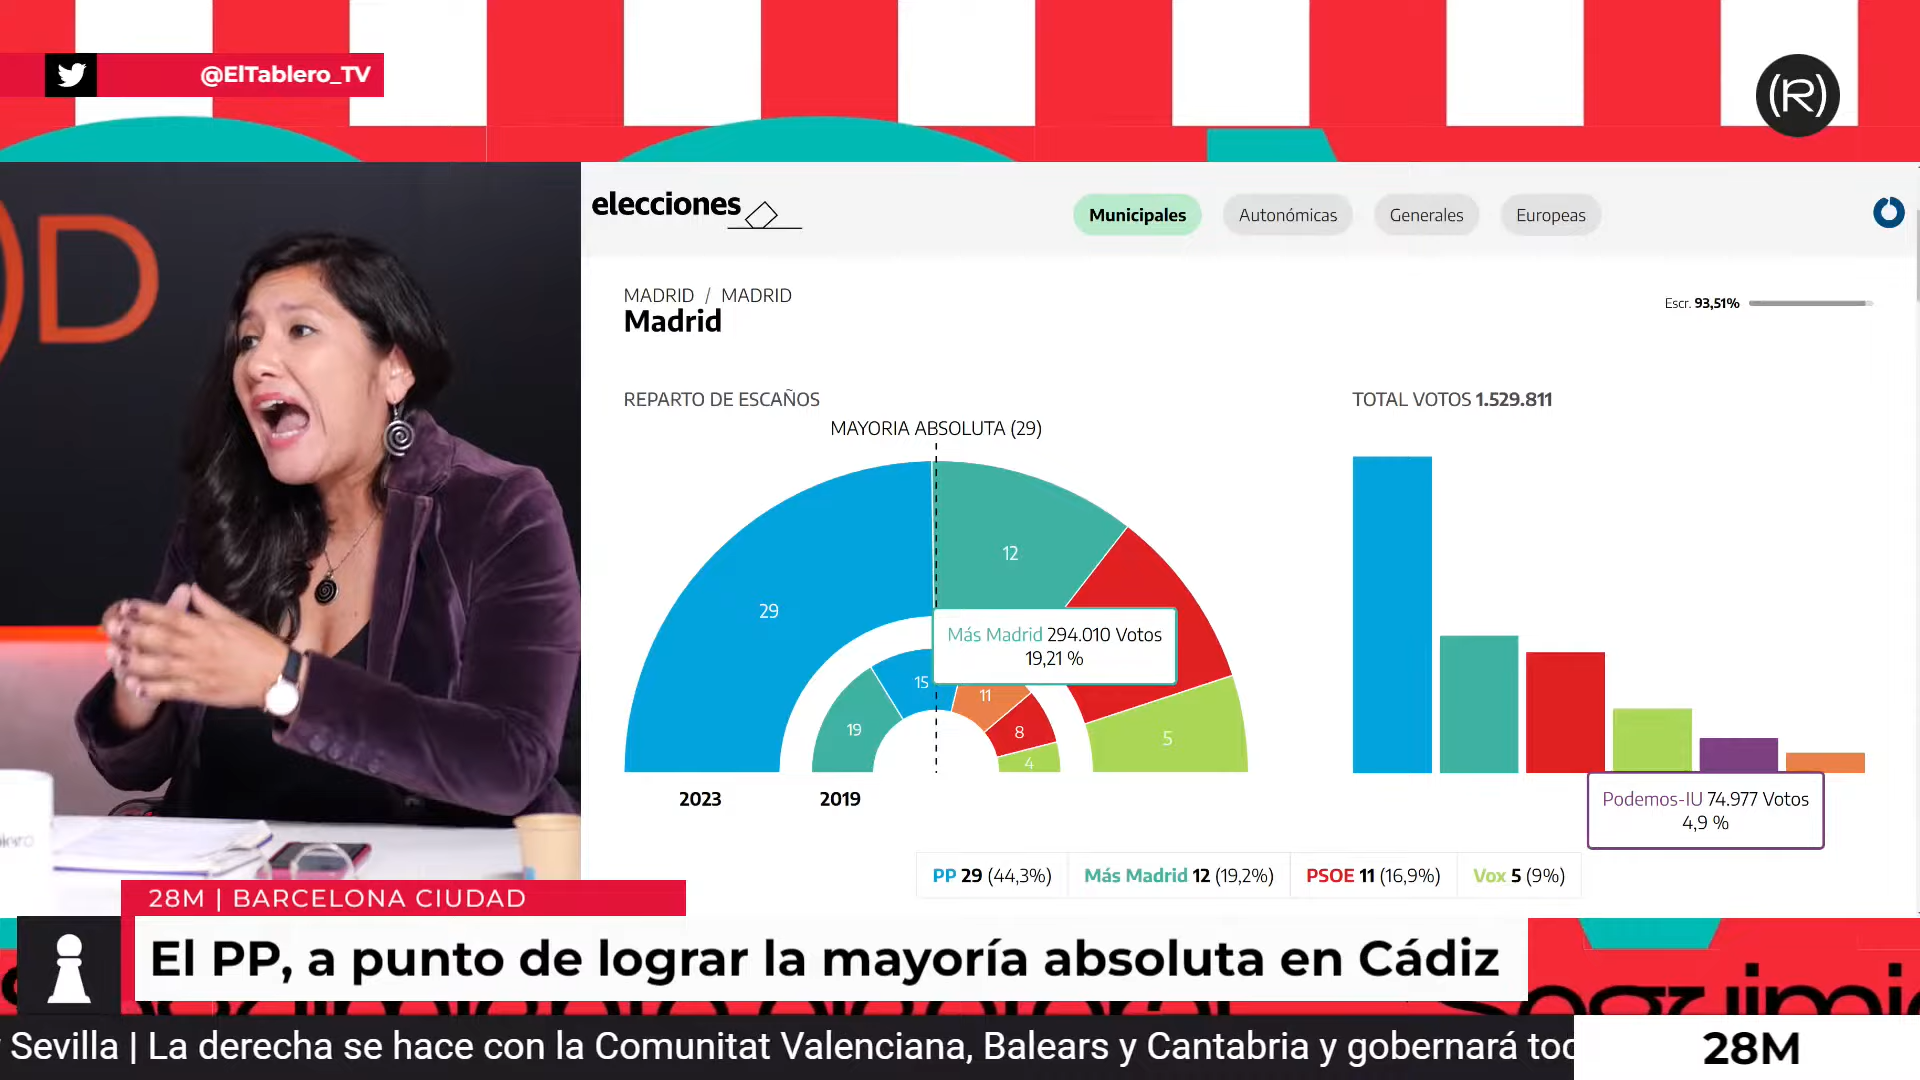 @ElTablero_TV
(R)
D
elecciones
Municipales
Autonómicas
Generales
Europeas
MADRID / MADRID
Madrid
Escr. 93,51%
REPARTO DE ESCAÑOS
MAYORIA ABSOLUTA (29)
TOTAL VOTOS 1.529.811
29
12
5
Más Madrid 294.010 Votos
19,21 %
19
15
11
8
4
2023
2019
Podemos-IU 74.977 Votos
4,9 %
PP 29 (44,3%)
Más Madrid 12 (19,2%)
PSOE 11 (16,9%)
Vox 5 (9%)
28M | BARCELONA CIUDAD
El PP, a punto de lograr la mayoría absoluta en Cádiz
Sevilla | La derecha se hace con la Comunitat Valenciana, Balears y Cantabria y gobernará
28M